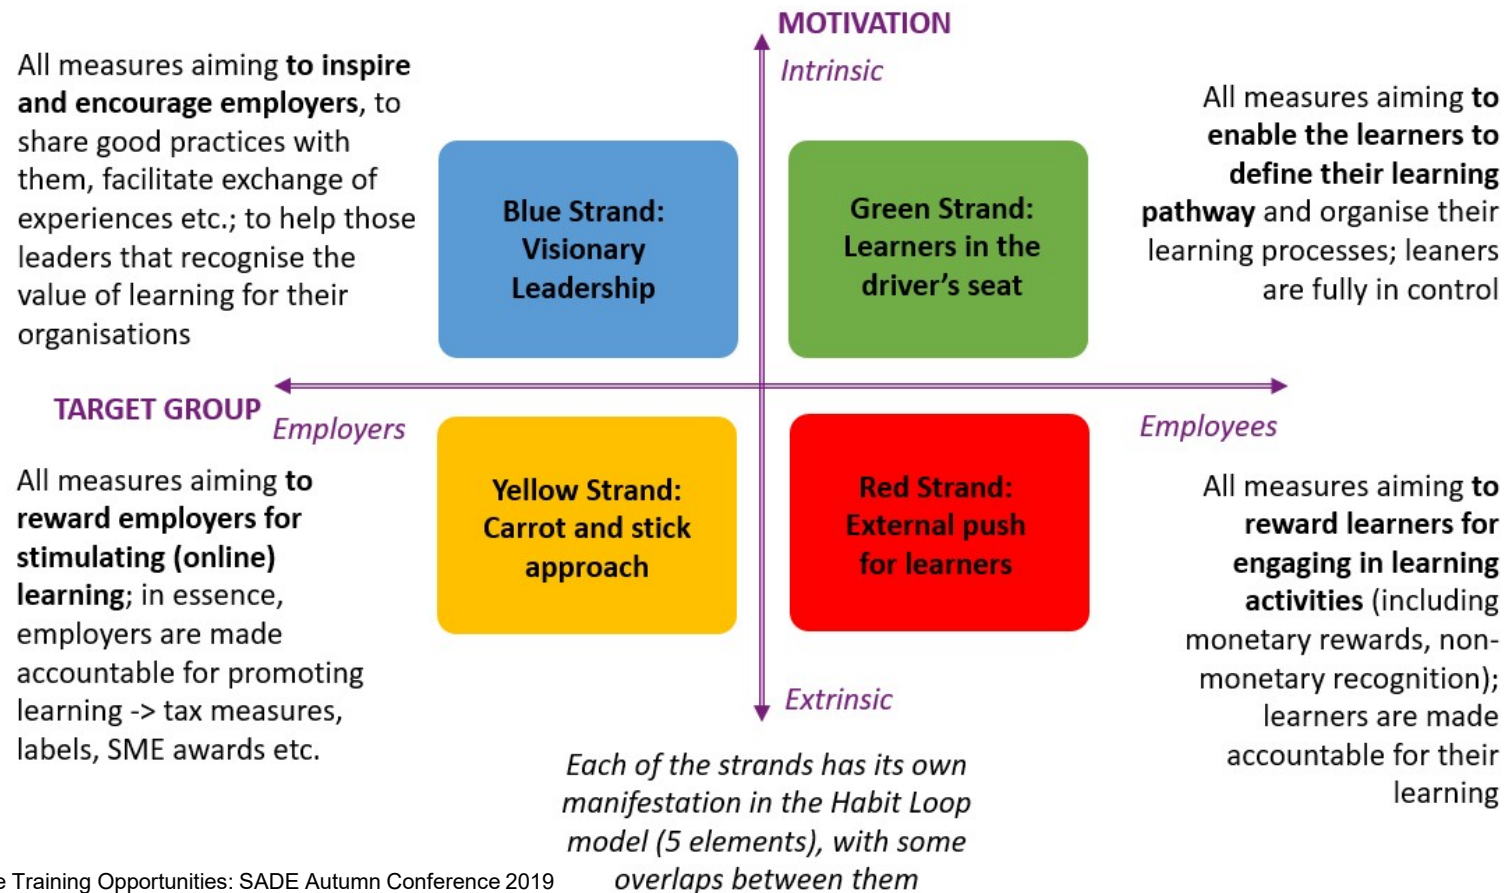 MOTIVATION
Intrinsic
All measures aiming to inspire
and encourage employers, to
share good practices with
them, facilitate exchange of
experiences etc.; to help those
leaders that recognise the
value of learning for their
organisations
Blue Strand:
Visionary
Leadership
Green Strand:
Learners in the
driver’s seat
All measures aiming to
enable the learners to
define their learning
pathway and organise their
learning processes; leaners
are fully in control
TARGET GROUP
Employers
Employees
All measures aiming to
reward employers for
stimulating (online)
learning; in essence,
employers are made
accountable for promoting
learning -> tax measures,
labels, SME awards etc.
Yellow Strand:
Carrot and stick
approach
Red Strand:
External push
for learners
All measures aiming to
reward learners for
engaging in learning
activities (including
monetary rewards, non-
monetary recognition);
learners are made
accountable for their
learning
Extrinsic
Each of the strands has its own
manifestation in the Habit Loop
model (5 elements), with some
overlaps between them
e Training Opportunities: SADE Autumn Conference 2019